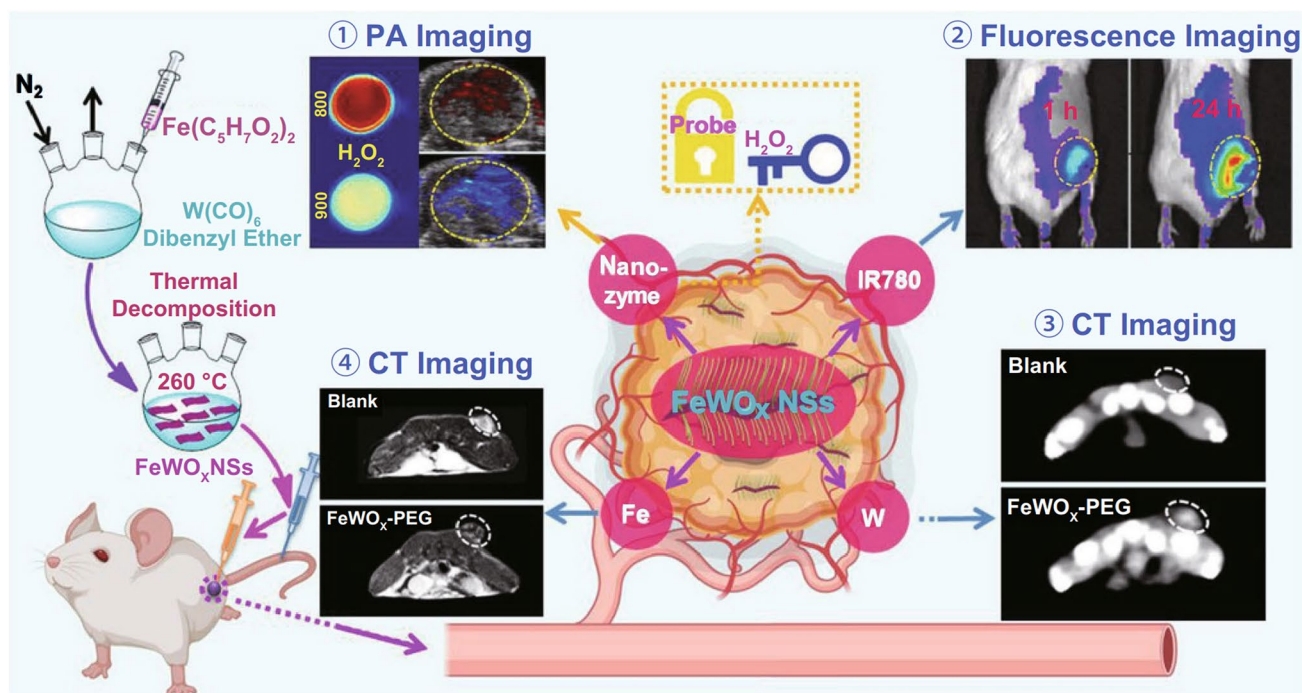 ① PA Imaging
② Fluorescence Imaging
N₂
Fe(C₅H₇O₂)₂
W(CO)₆
Dibenzyl Ether
Thermal
Decomposition
260 °C
FeWOₓNSs
800
H₂O₂
900
Probe
H₂O₂
1 h
24 h
Nano-
zyme
IR780
FeWOₓ NSs
Fe
W
④ CT Imaging
Blank
FeWOₓ-PEG
③ CT Imaging
Blank
FeWOₓ-PEG